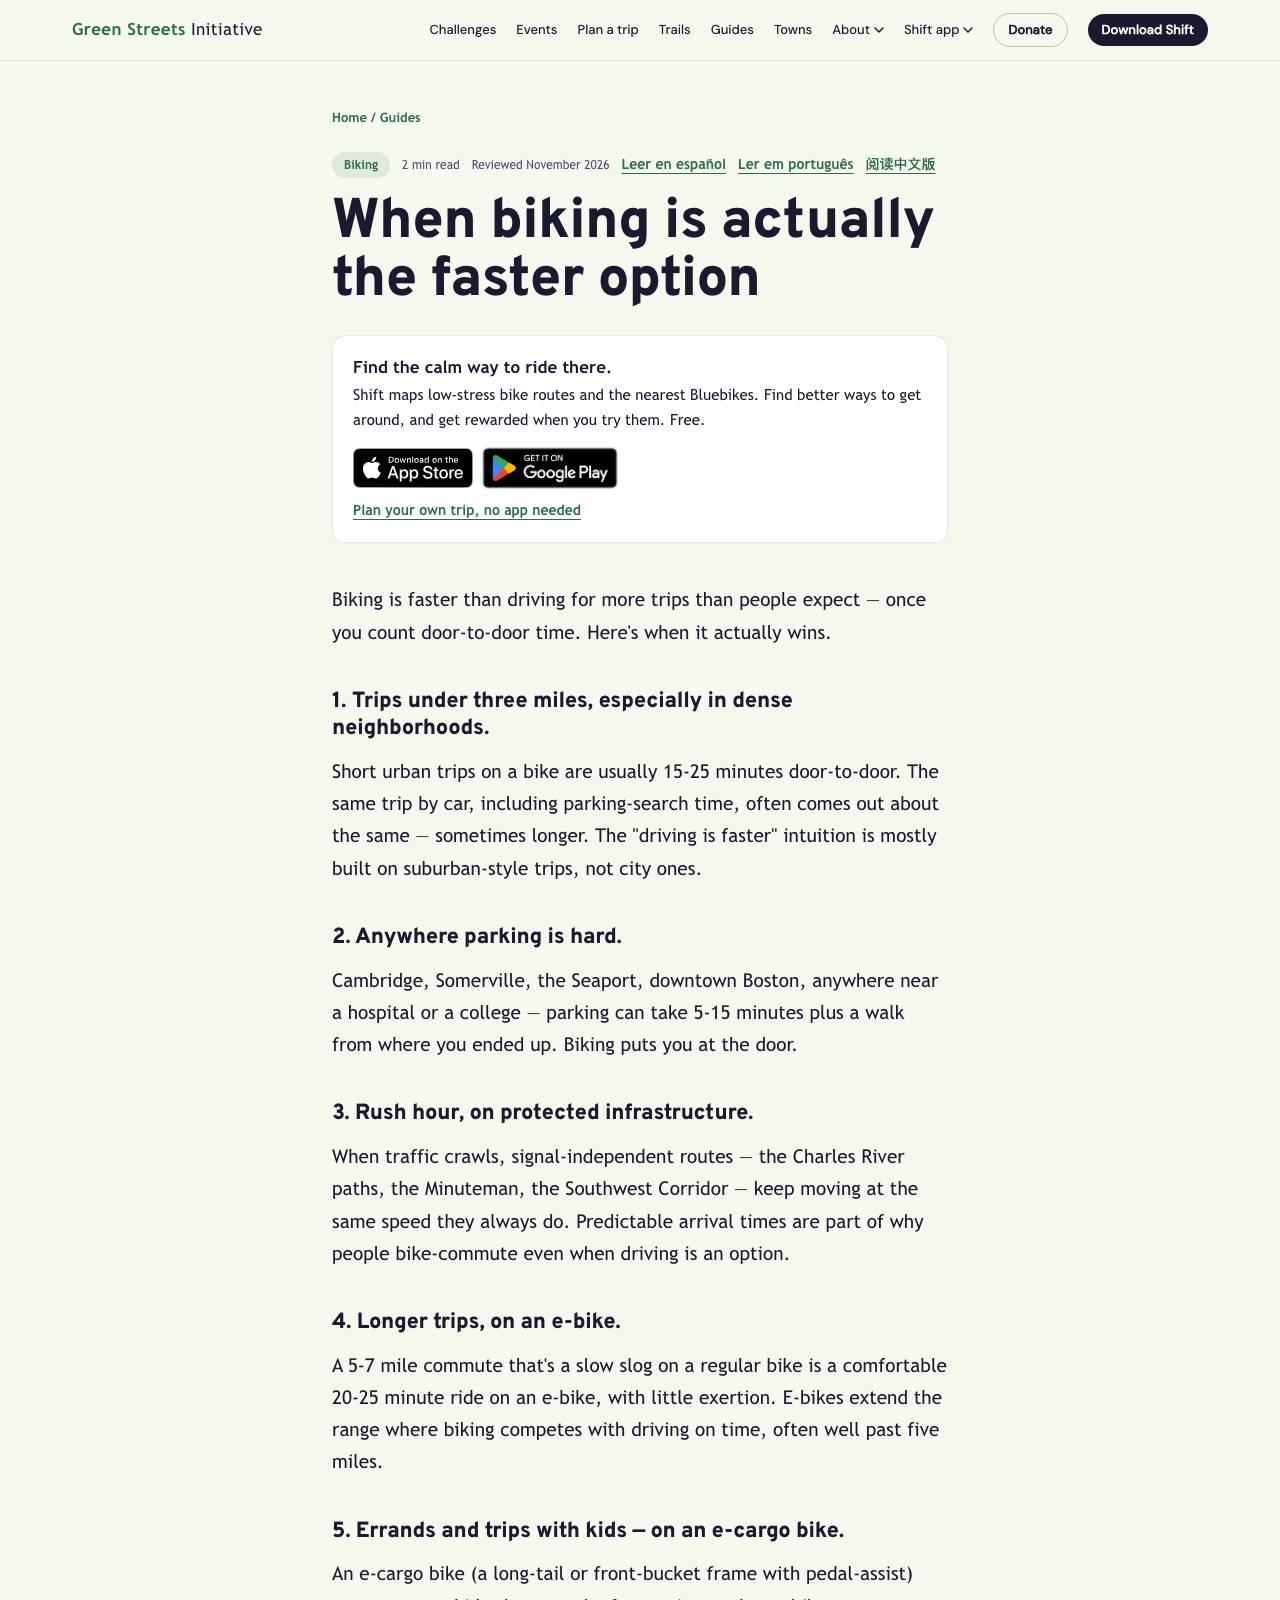 Green Streets Initiative
Challenges Events Plan a trip Trails Guides Towns About Shift app Donate Download Shift
Home / Guides
Biking 2 min read Reviewed November 2026 Leer en español Ler em português 阅读中文版
When biking is actually
the faster option
Find the calm way to ride there.
Shift maps low-stress bike routes and the nearest Bluebikes. Find better ways to get
around, and get rewarded when you try them. Free.
Download on the
App Store
GET IT ON
Google Play
Plan your own trip, no app needed
Biking is faster than driving for more trips than people expect — once
you count door-to-door time. Here's when it actually wins.
1. Trips under three miles, especially in dense
neighborhoods.
Short urban trips on a bike are usually 15-25 minutes door-to-door. The
same trip by car, including parking-search time, often comes out about
the same — sometimes longer. The "driving is faster" intuition is mostly
built on suburban-style trips, not city ones.
2. Anywhere parking is hard.
Cambridge, Somerville, the Seaport, downtown Boston, anywhere near
a hospital or a college — parking can take 5-15 minutes plus a walk
from where you ended up. Biking puts you at the door.
3. Rush hour, on protected infrastructure.
When traffic crawls, signal-independent routes — the Charles River
paths, the Minuteman, the Southwest Corridor — keep moving at the
same speed they always do. Predictable arrival times are part of why
people bike-commute even when driving is an option.
4. Longer trips, on an e-bike.
A 5-7 mile commute that's a slow slog on a regular bike is a comfortable
20-25 minute ride on an e-bike, with little exertion. E-bikes extend the
range where biking competes with driving on time, often well past five
miles.
5. Errands and trips with kids — on an e-cargo bike.
An e-cargo bike (a long-tail or front-bucket frame with pedal-assist)